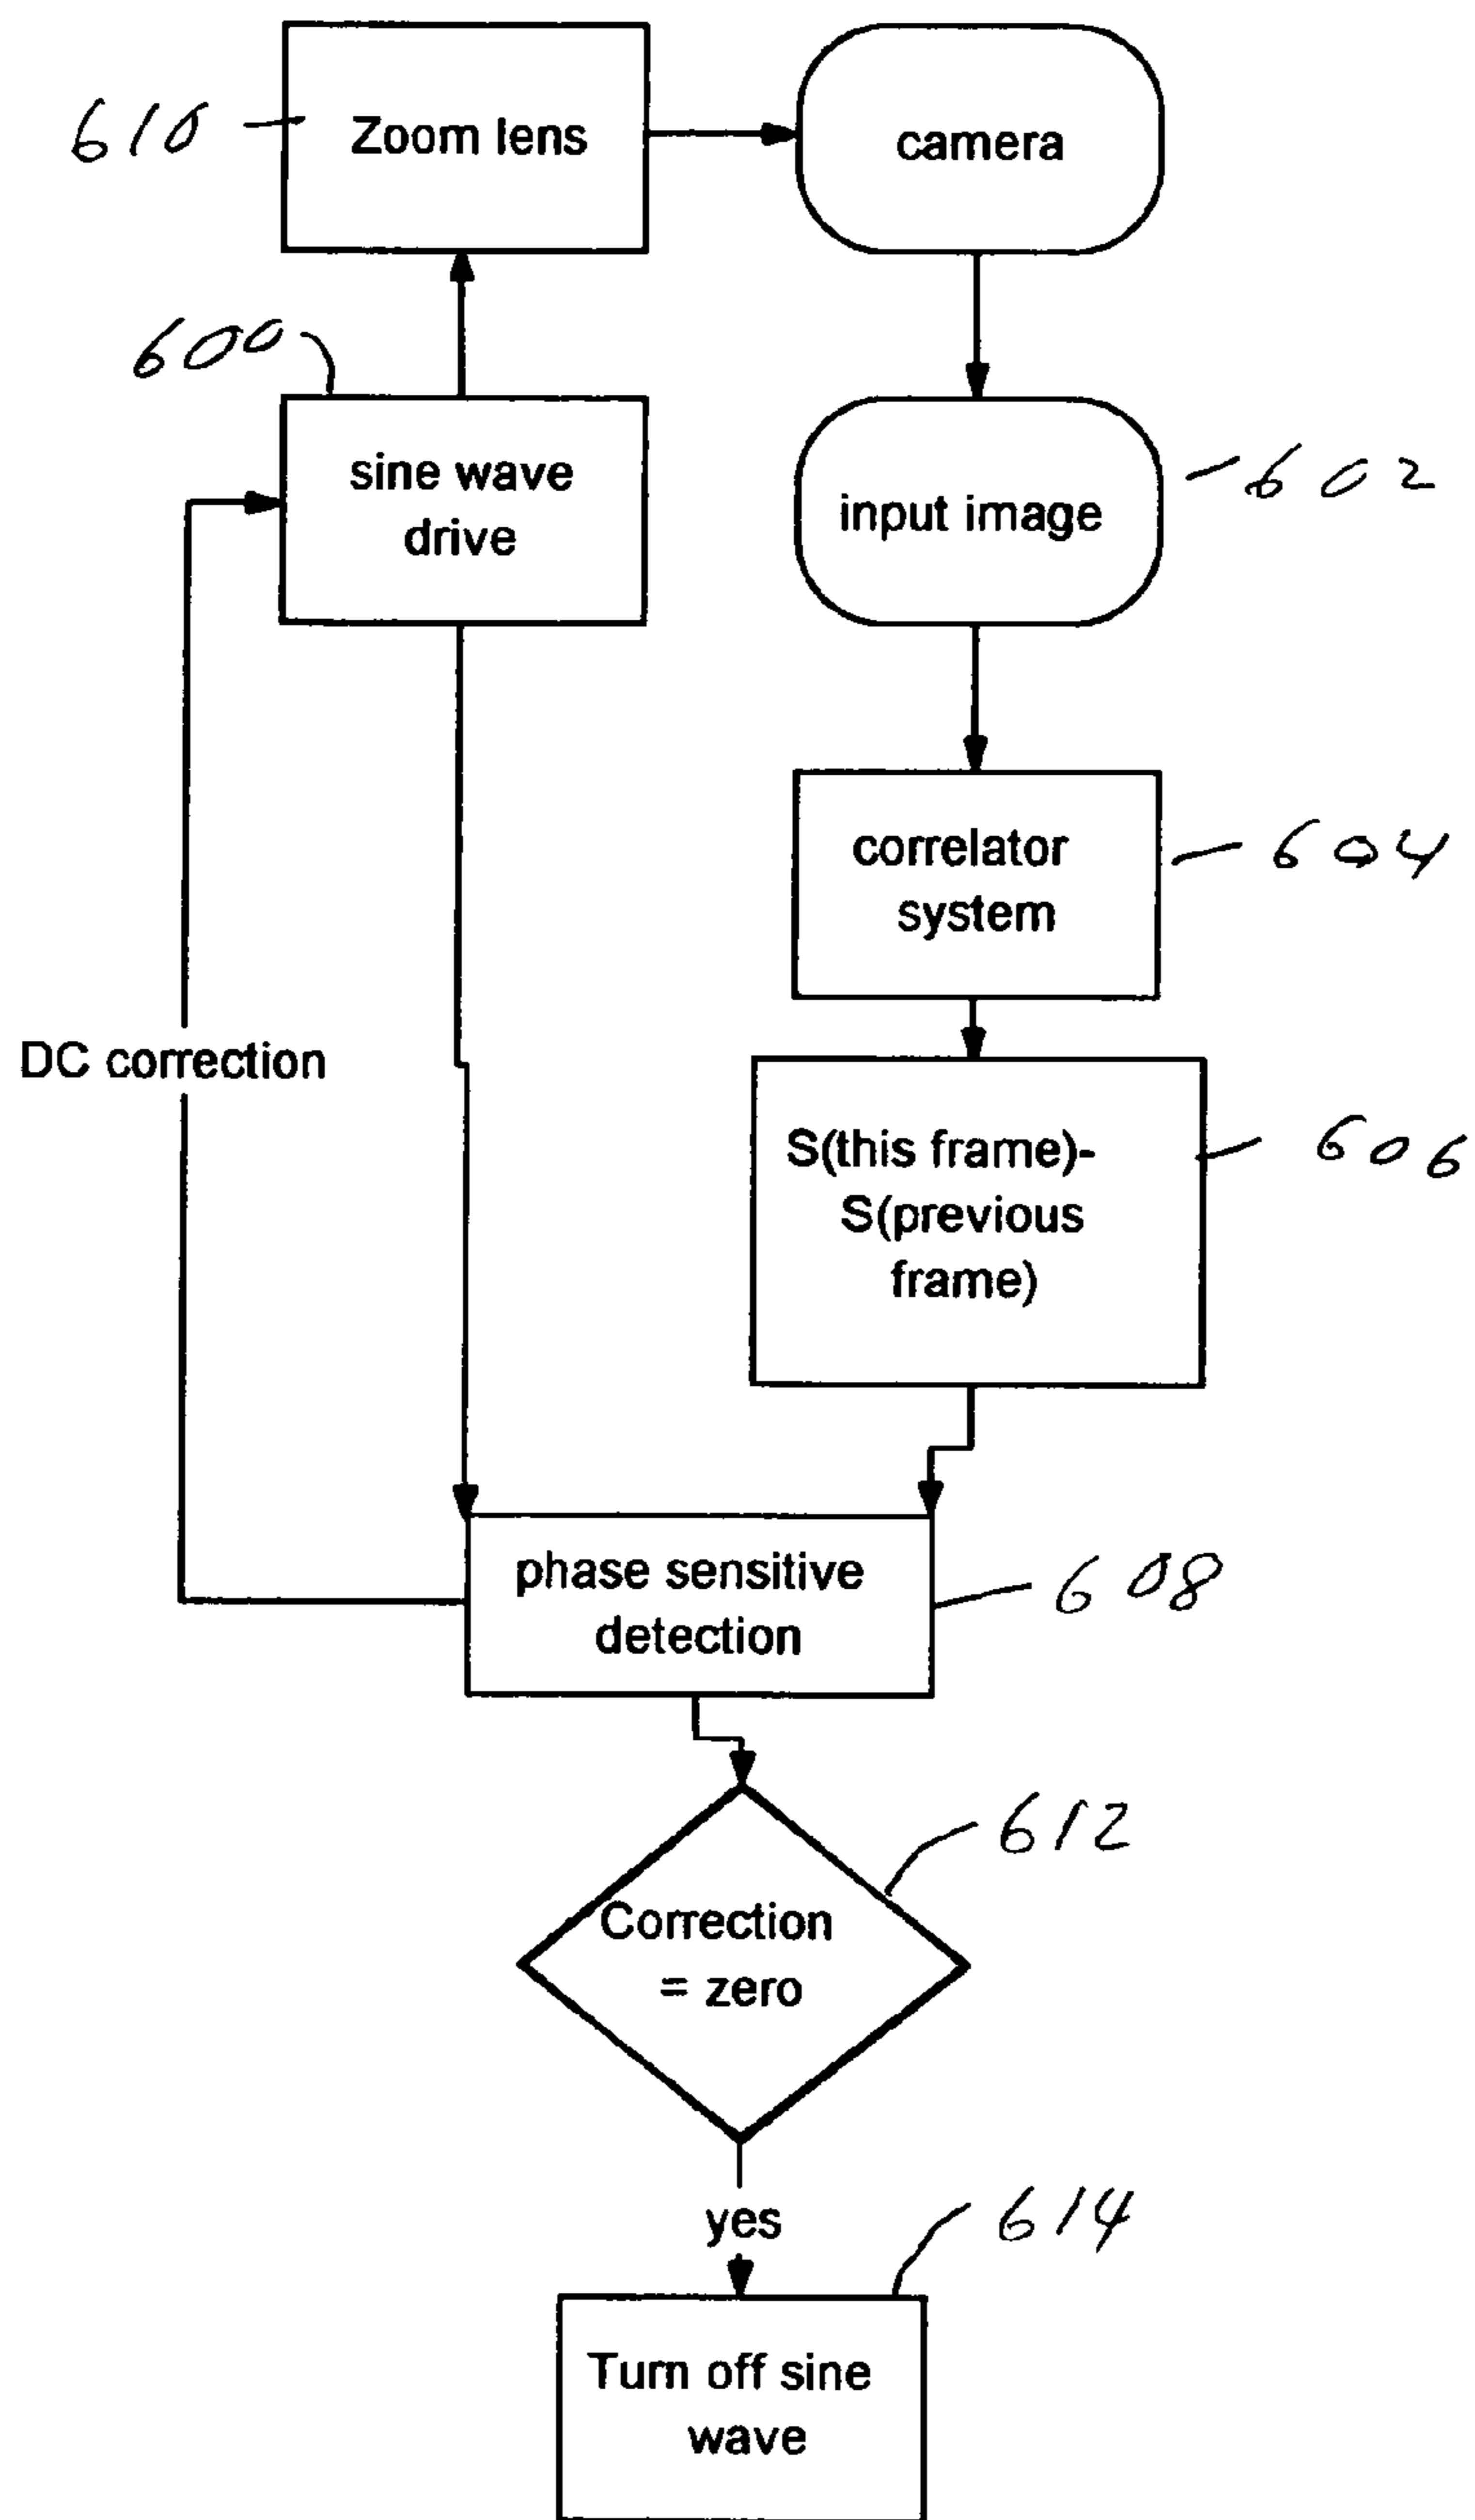 610
Zoom lens
camera
600
sine wave
drive
input image
602
correlator
system
604
DC correction
S(this frame)-
S(previous
frame)
606
phase sensitive
detection
608
Correction
= zero
612
yes
614
Turn off sine
wave